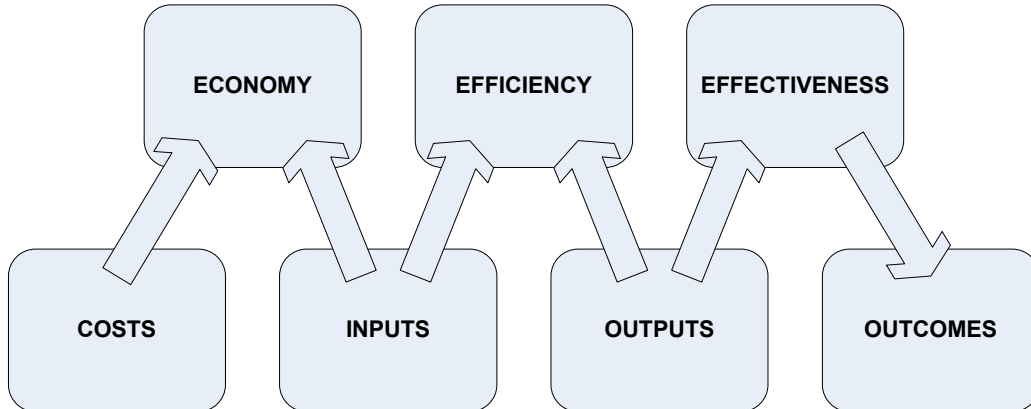 ECONOMY
EFFICIENCY
EFFECTIVENESS
COSTS
INPUTS
OUTPUTS
OUTCOMES